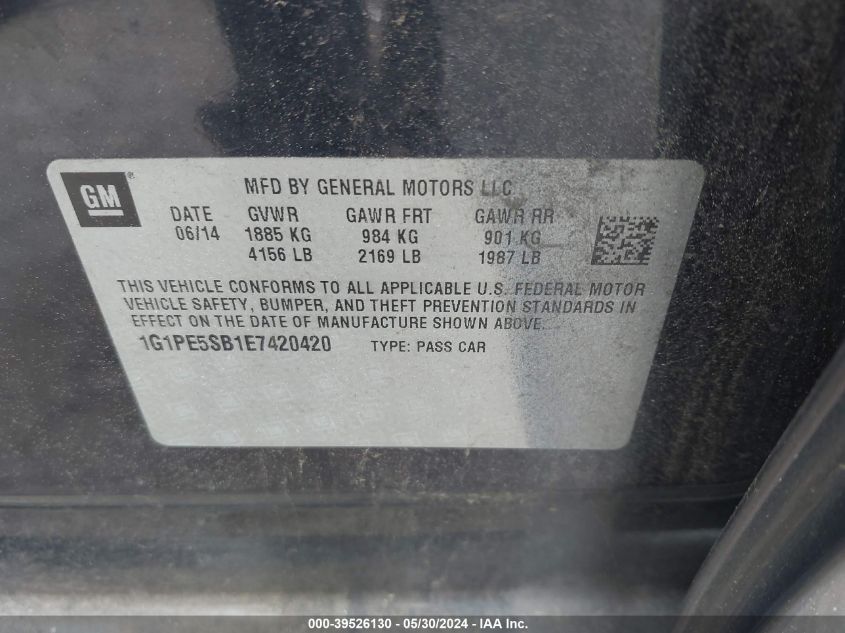 GM ®
MFD BY GENERAL MOTORS LLC
DATE GVWR GAWR FRT GAWR RR
06/14 1885 KG 984 KG 901 KG
4156 LB 2169 LB 1987 LB
THIS VEHICLE CONFORMS TO ALL APPLICABLE U.S. FEDERAL MOTOR
VEHICLE SAFETY, BUMPER, AND THEFT PREVENTION STANDARDS IN
EFFECT ON THE DATE OF MANUFACTURE SHOWN ABOVE.
1G1PE5SB1E7420420 TYPE: PASS CAR
000-39526130 - 05/30/2024 - IAA Inc.